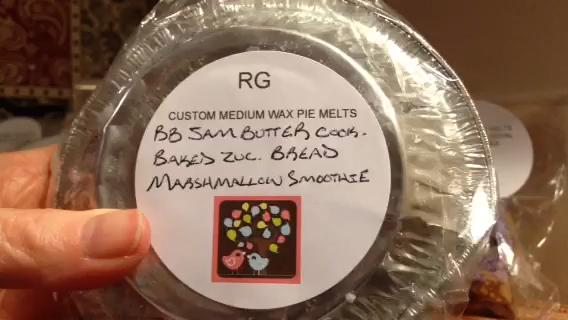 RG
CUSTOM MEDIUM WAX PIE MELTS
BB JAM BUTTER COOK.
BAKED ZUC. BREAD
MARSHMALLOW SMOOTHIE